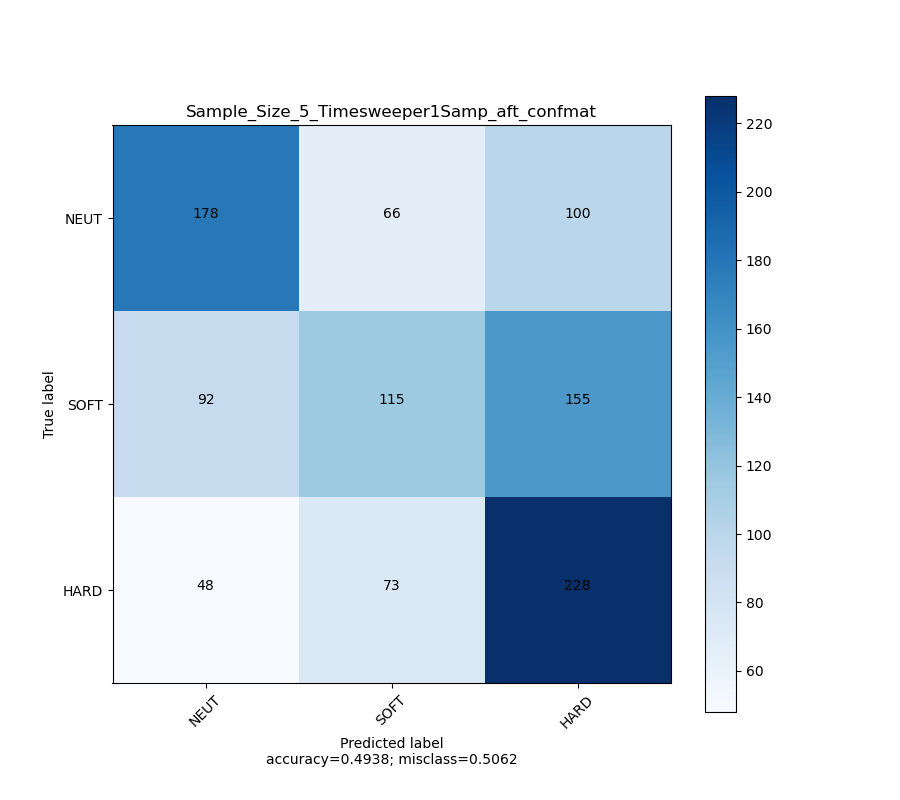 Sample_Size_5_Timesweeper1Samp_aft_confmat
220
200
180
160
140
120
100
80
60
True label
NEUT
178 66 100
SOFT
92 115 155
HARD
48 73 228
NEUT SOFT HARD
Predicted label
accuracy=0.4938; misclass=0.5062